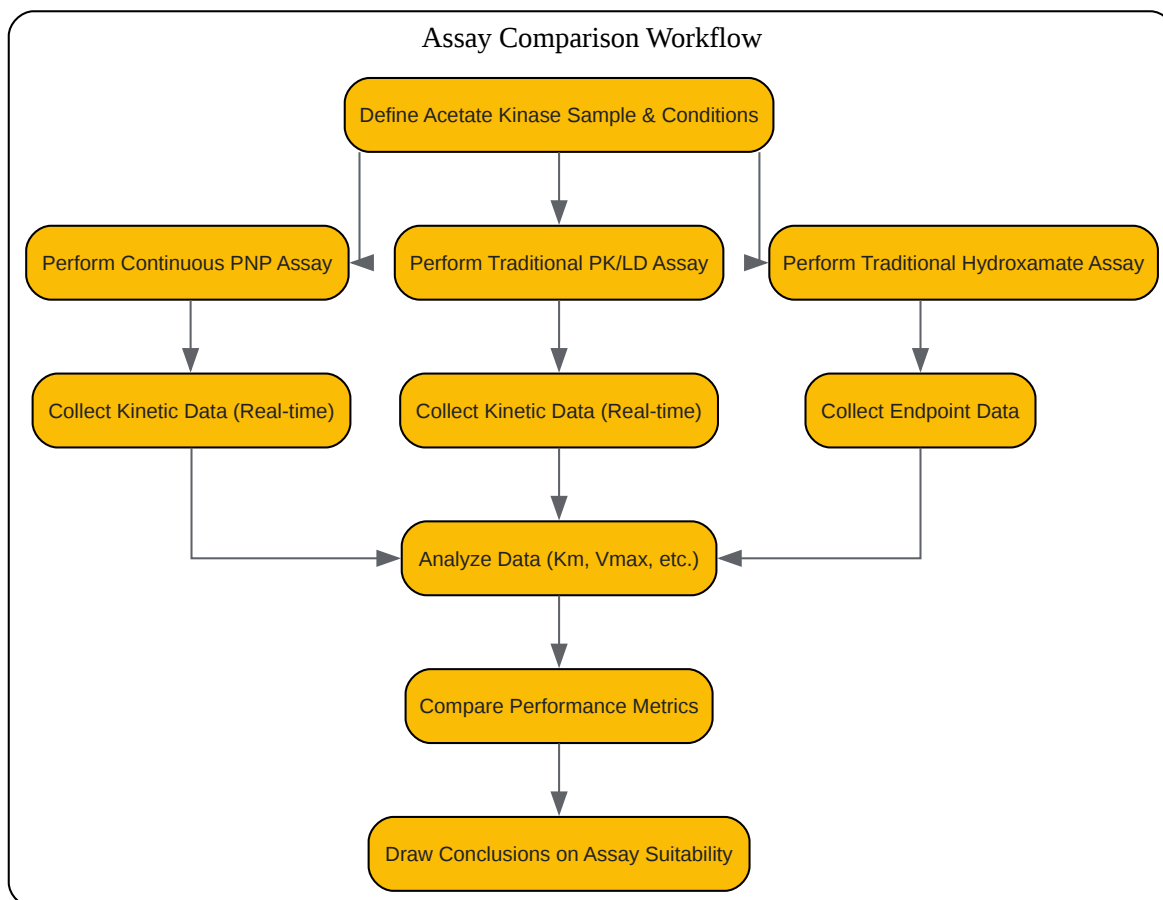 Assay Comparison Workflow
Define Acetate Kinase Sample & Conditions
Perform Continuous PNP Assay
Perform Traditional PK/LD Assay
Perform Traditional Hydroxamate Assay
Collect Kinetic Data (Real-time)
Collect Kinetic Data (Real-time)
Collect Endpoint Data
Analyze Data (Km, Vmax, etc.)
Compare Performance Metrics
Draw Conclusions on Assay Suitability